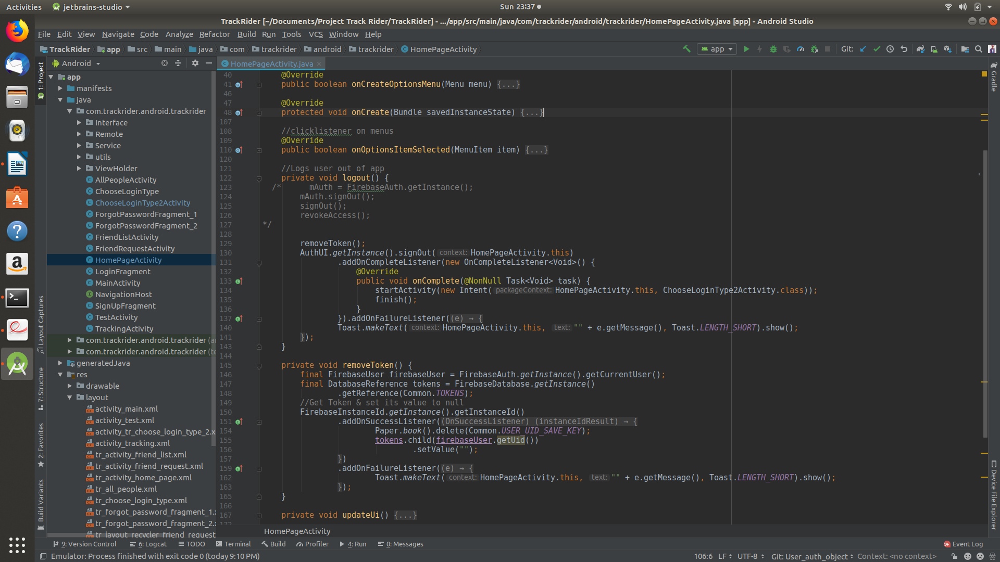 Activities
jetbrains-studio
Sun 23:37
TrackRider [~/Documents/Project Track Rider/TrackRider] - .../app/src/main/java/com/trackrider/android/trackrider/HomePageActivity.java [app] - Android Studio
File Edit View Navigate Code Analyze Refactor Build Run Tools VCS Window Help
TrackRider app src main java com trackrider android trackrider HomePageActivity
app
Git:
1: Project
Layout Captures
7: Structure
2: Favorites
Build Variants
Android
app
manifests
java
com.trackrider.android.trackrider
Interface
Remote
Service
utils
ViewHolder
AllPeopleActivity
ChooseLoginType
ChooseLoginType2Activity
ForgotPasswordFragment_1
ForgotPasswordFragment_2
FriendListActivity
FriendRequestActivity
HomePageActivity
LoginFragment
MainActivity
NavigationHost
SignUpFragment
TestActivity
TrackingActivity
com.trackrider.android.trackrider
com.trackrider.android.trackrider
generatedJava
res
drawable
layout
activity_main.xml
activity_test.xml
activity_tr_choose_login_type_2.x
activity_tracking.xml
tr_activity_friend_list.xml
tr_activity_friend_request.xml
tr_activity_home_page.xml
tr_all_people.xml
tr_choose_login_type.xml
tr_forgot_password_fragment_1.
tr_forgot_password_fragment_2.
tr_layout_recycler_friend_request
HomePageActivity.java
40 @Override
41 public boolean onCreateOptionsMenu(Menu menu) {...}
46
47 @Override
48 protected void onCreate(Bundle savedInstanceState) {...}
107
108 //clicklistener on menus
109 @Override
110 public boolean onOptionsItemSelected(MenuItem item) {...}
120
121 //Logs user out of app
122 private void logout() {
123 /* mAuth = FirebaseAuth.getInstance();
124 mAuth.signOut();
125 signOut();
126 revokeAccess();
127 */
128
129 removeToken();
130 AuthUI.getInstance().signOut( context: HomePageActivity.this)
131 .addOnCompleteListener(new OnCompleteListener<Void>() {
132 @Override
133 public void onComplete(@NonNull Task<Void> task) {
134 startActivity(new Intent( packageContext: HomePageActivity.this, ChooseLoginType2Activity.class));
135 finish();
136 }
137 }).addOnFailureListener((e) → {
140 Toast.makeText( context: HomePageActivity.this, text: "" + e.getMessage(), Toast.LENGTH_SHORT).show();
141 });
143 }
144
145 private void removeToken() {
146 final FirebaseUser firebaseUser = FirebaseAuth.getInstance().getCurrentUser();
147 final DatabaseReference tokens = FirebaseDatabase.getInstance()
148 .getReference(Common.TOKENS);
149 //Get Token & set its value to null
150 FirebaseInstanceId.getInstance().getInstanceId()
151 .addOnSuccessListener((OnSuccessListener) (instanceIdResult) → {
154 Paper.book().delete(Common.USER_UID_SAVE_KEY);
155 tokens.child(firebaseUser.getUid())
156 .setValue("");
157 })
159 .addOnFailureListener((e) → {
162 Toast.makeText( context: HomePageActivity.this, text: "" + e.getMessage(), Toast.LENGTH_SHORT).show();
163 });
165 }
166
167 private void updateUi() {...}
HomePageActivity
Gradle
Device File Explorer
9: Version Control 6: Logcat TODO Terminal Build Profiler 4: Run 0: Messages
Event Log
Emulator: Process finished with exit code 0 (today 9:10 PM)
106:6 LF UTF-8 Git: User_auth_object Context: <no context>